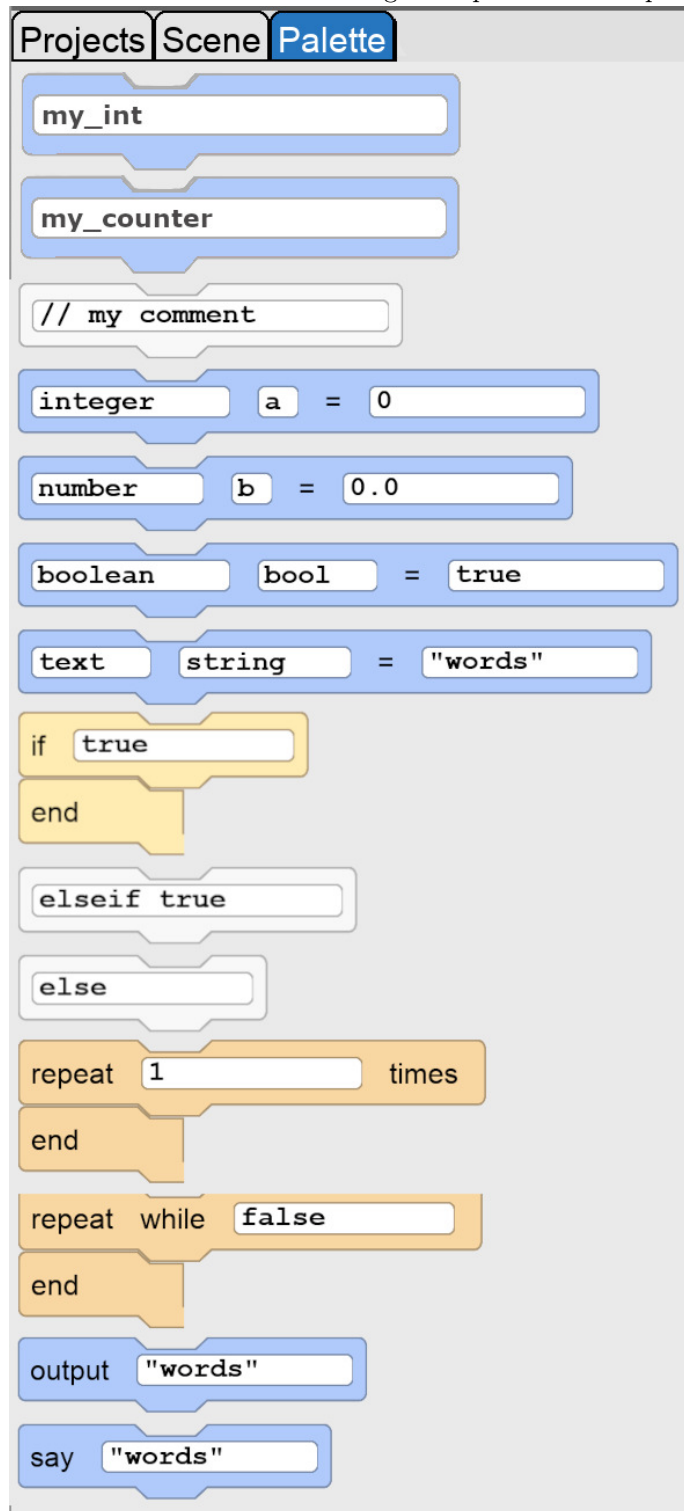 Projects Scene Palette
my_int
my_counter
// my comment
integer a = 0
number b = 0.0
boolean bool = true
text string = "words"
if true
end
elseif true
else
repeat 1 times
end
repeat while false
end
output "words"
say "words"